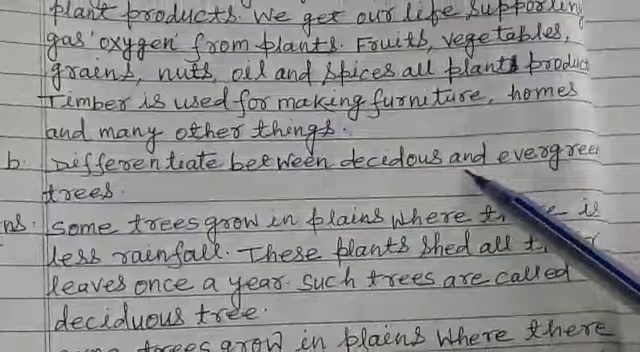 plant products. We get our life supporting
gas 'oxygen' from plants. Fruits, vegetables,
grains, nuts, oil and spices all plants product
Timber is used for making furniture, homes
and many other things.
b. Differentiate between decidous and evergree
trees.
ns. Some trees grow in plains where is
less rainfall. These plants shed all
leaves once a year. Such trees are called
deciduous tree.
trees grow in plains where there